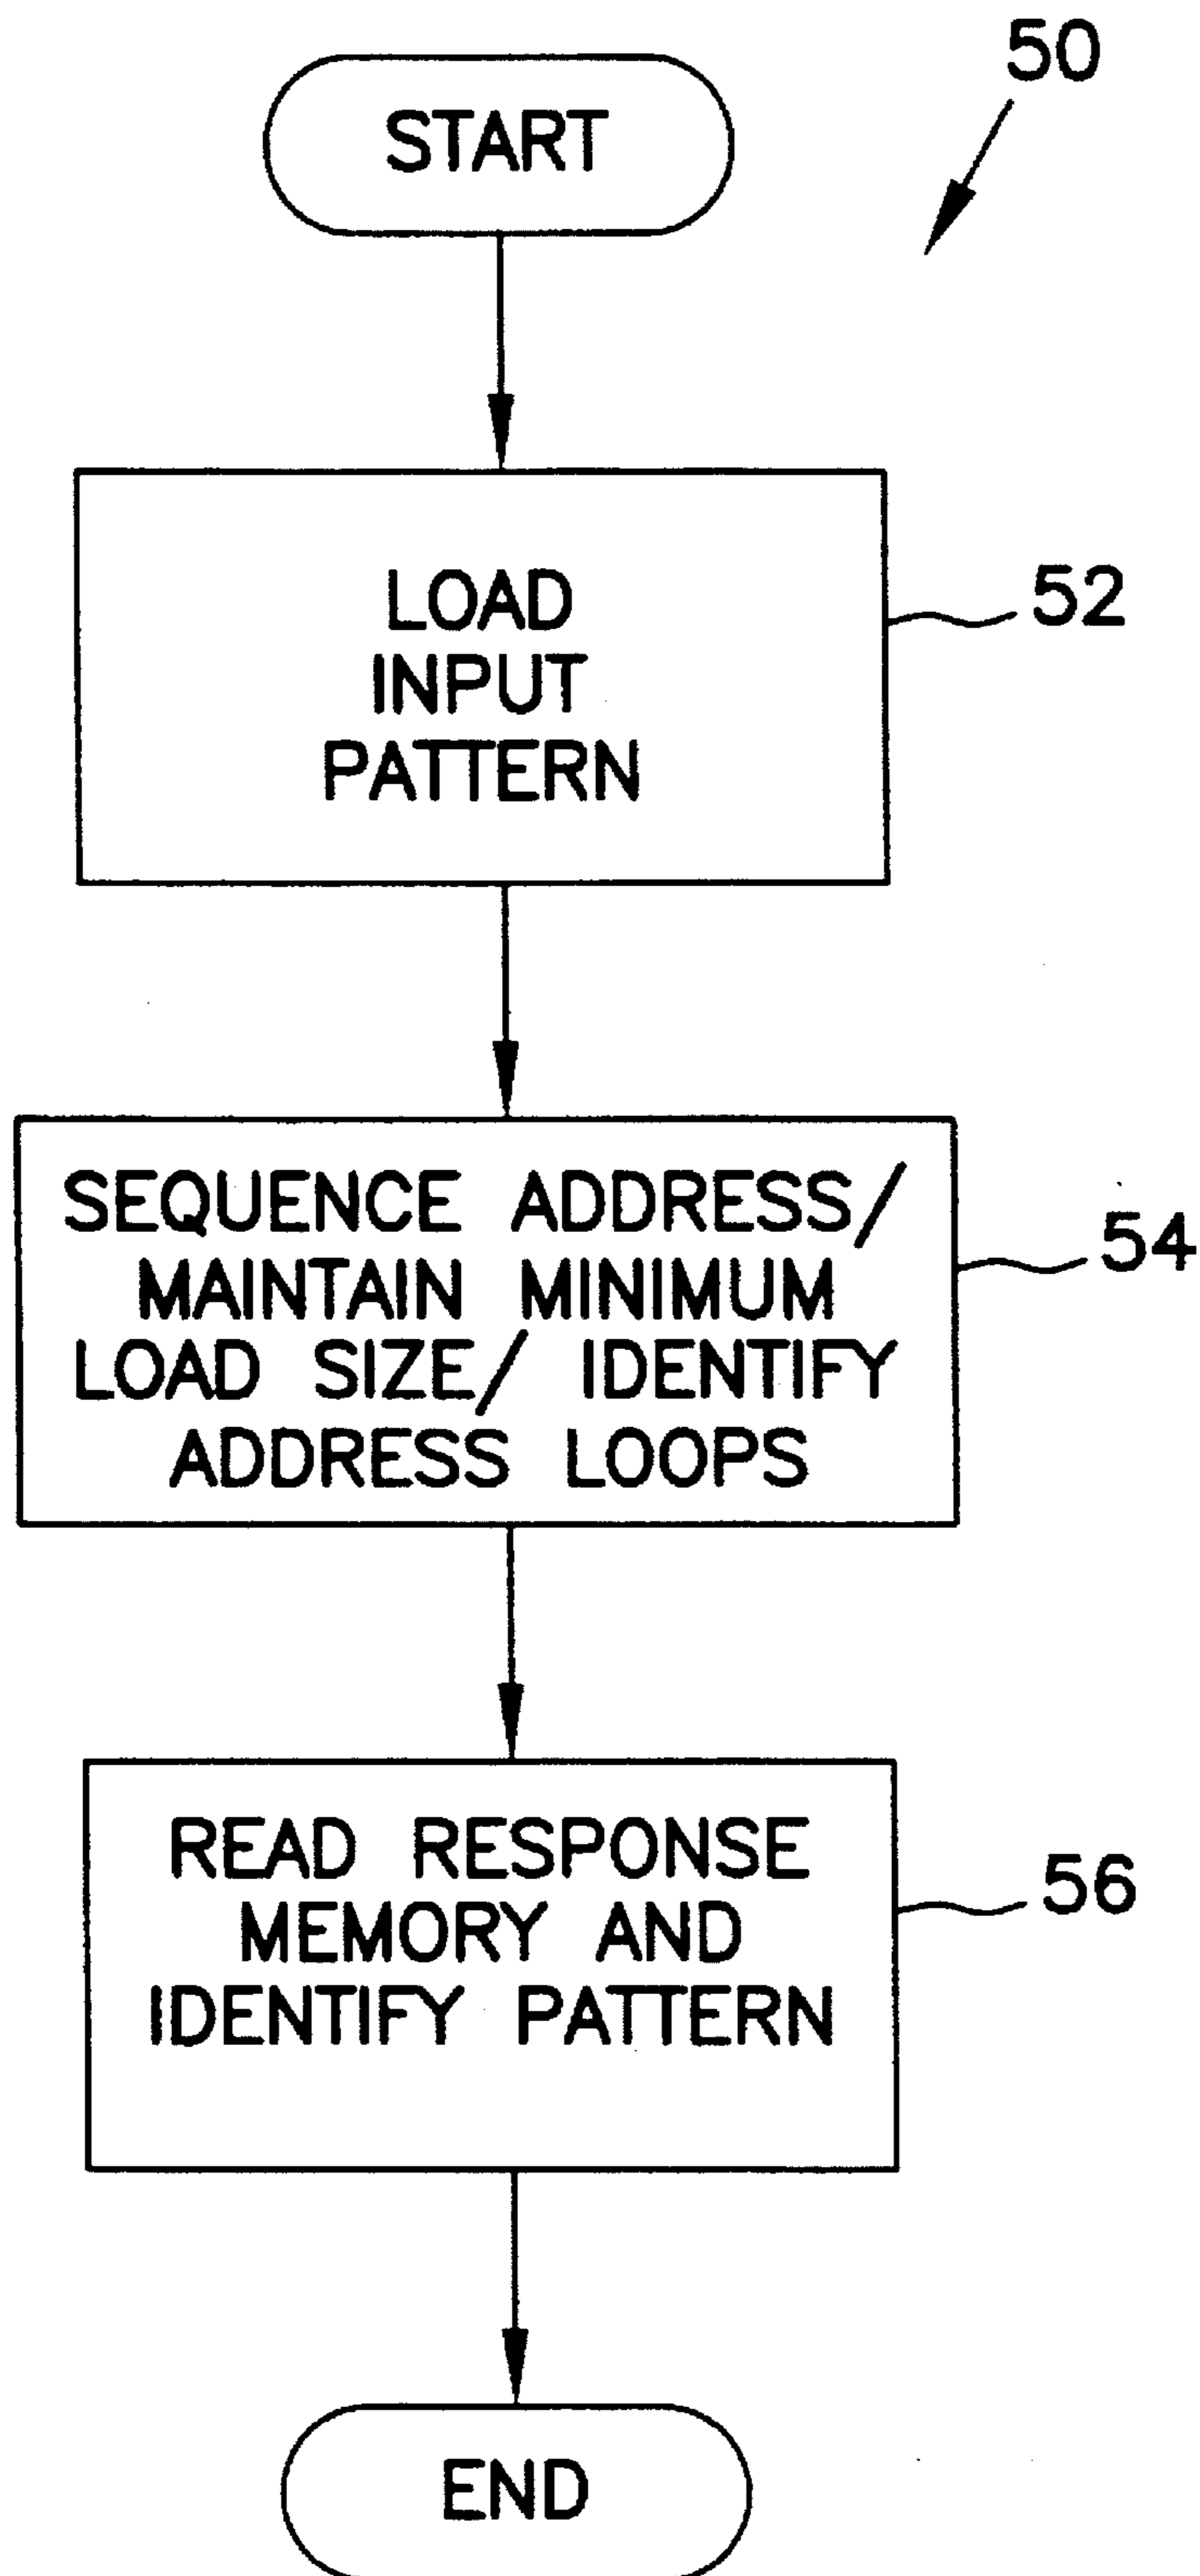 50
START
LOAD
INPUT
PATTERN
52
SEQUENCE ADDRESS/
MAINTAIN MINIMUM
LOAD SIZE/ IDENTIFY
ADDRESS LOOPS
54
READ RESPONSE
MEMORY AND
IDENTIFY PATTERN
56
END